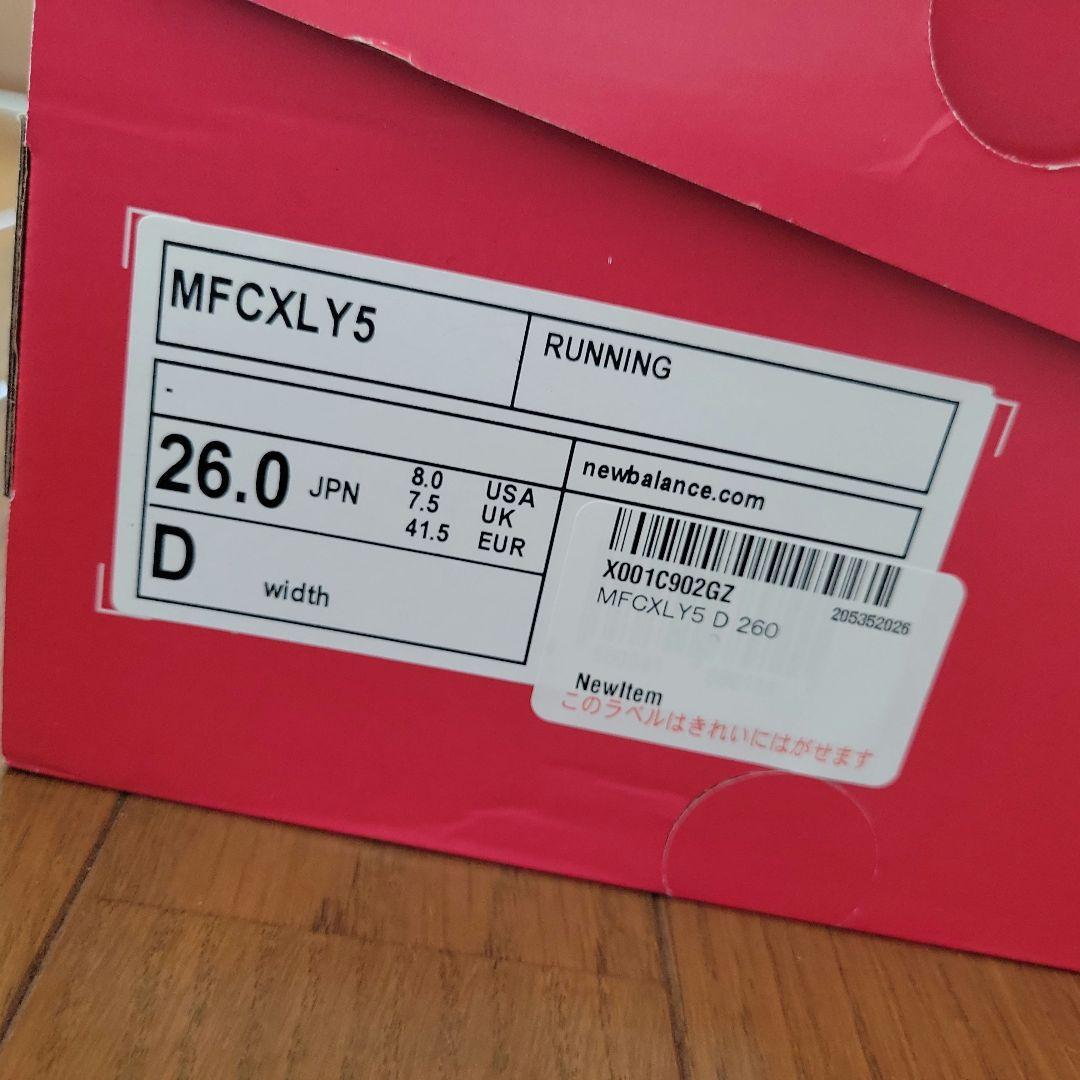 MFCXLY5
RUNNING
-
26.0 JPN
8.0 USA
7.5 UK
41.5 EUR
D width
newbalance.com
X001C902GZ
205352026
MFCXLY5 D 260
NewItem
このラベルはきれいにはがせます